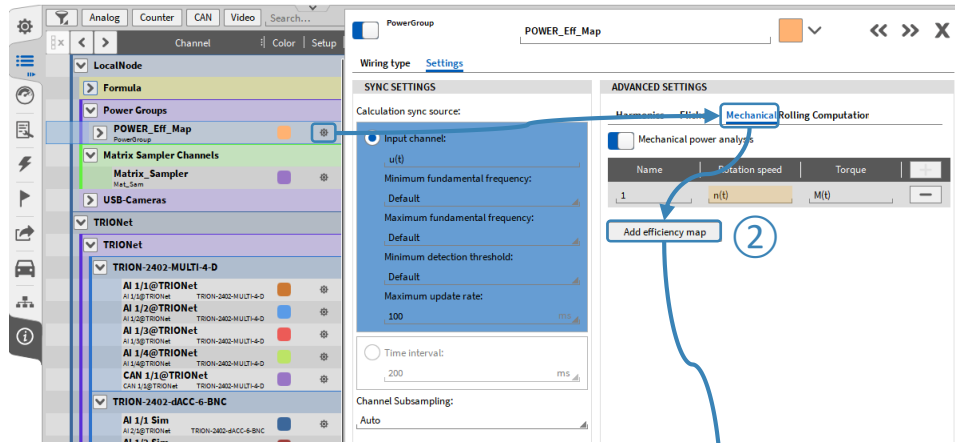 Analog Counter CAN Video Search...
Channel Color Setup
LocalNode
Formula
Power Groups
POWER_Eff_Map
PowerGroup
Matrix Sampler Channels
Matrix_Sampler
Mat_Sam
USB-Cameras
TRIONet
TRIONet
TRION-2402-MULTI-4-D
AI 1/1@TRIONet
AI 1/1@TRIONet TRION-2402-MULTI-4-D
AI 1/2@TRIONet
AI 1/2@TRIONet TRION-2402-MULTI-4-D
AI 1/3@TRIONet
AI 1/3@TRIONet TRION-2402-MULTI-4-D
AI 1/4@TRIONet
AI 1/4@TRIONet TRION-2402-MULTI-4-D
CAN 1/1@TRIONet
CAN 1/1@TRIONet TRION-2402-MULTI-4-D
TRION-2402-dACC-6-BNC
AI 1/1 Sim
AI 2/1@TRIONet TRION-2402-dACC-6-BNC
PowerGroup
POWER_Eff_Map
X
Wiring type Settings
SYNC SETTINGS
Calculation sync source:
Input channel:
u(t)
Minimum fundamental frequency:
Default
Maximum fundamental frequency:
Default
Minimum detection threshold:
Default
Maximum update rate:
100 ms
Time interval:
200 ms
Channel Subsampling:
Auto
ADVANCED SETTINGS
Mechanical Rolling Computation
Mechanical power analysis
Name Rotation speed Torque +
1 n(t) M(t)
Add efficiency map
2